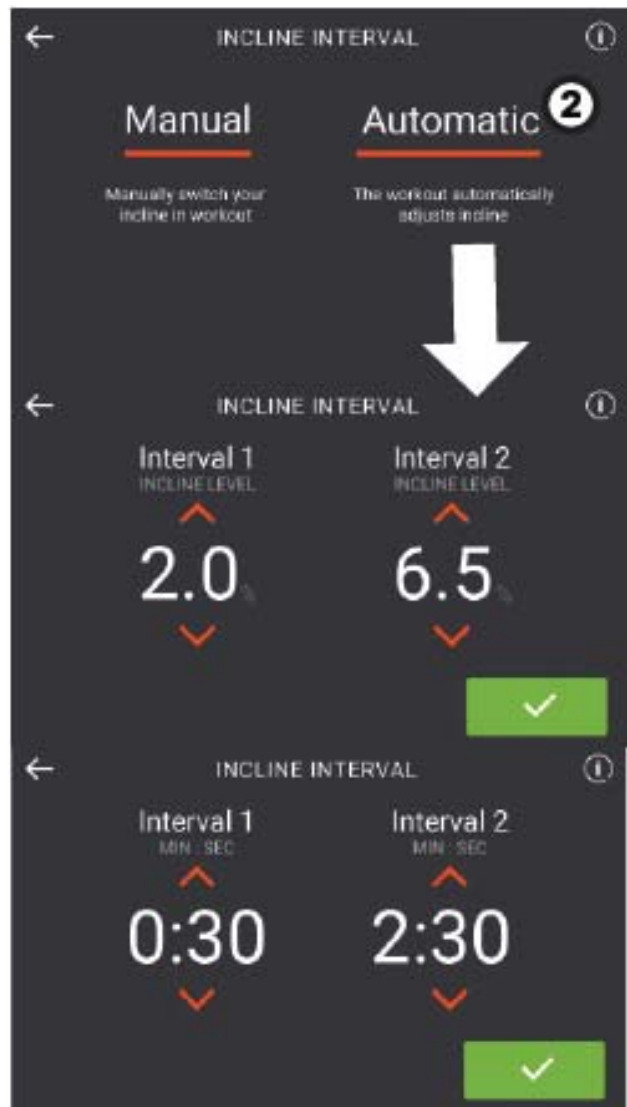 INCLINE INTERVAL
Manual
Automatic
2
Manually switch your
incline in workout
The workout automatically
adjusts incline
INCLINE INTERVAL
Interval 1
INCLINE LEVEL
2.0 %
Interval 2
INCLINE LEVEL
6.5 %
INCLINE INTERVAL
Interval 1
MIN : SEC
0:30
Interval 2
MIN : SEC
2:30